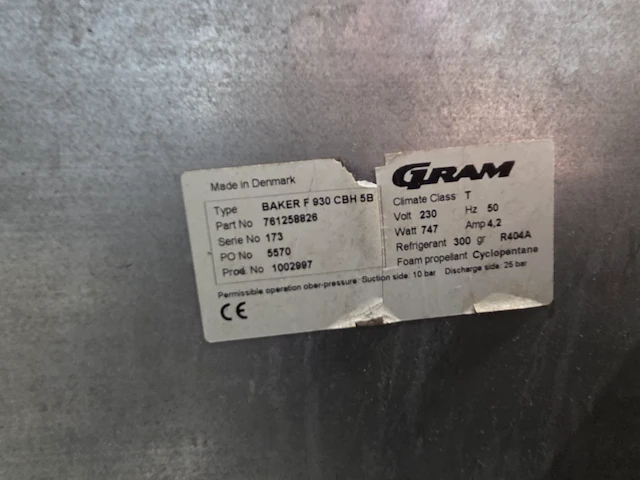 Made in Denmark
Type BAKER F 930 CBH 5B
Part No 761258826
Serie No 173
PO No 5570
Prod. No 1002997
GRAM
Climate Class T
Volt 230 Hz 50
Watt 747 Amp 4,2
Refrigerant 300 gr R404A
Foam propellant Cyclopentane
Permissible operation ober-pressure: Suction side: 10 bar Discharge side: 25 bar
CE